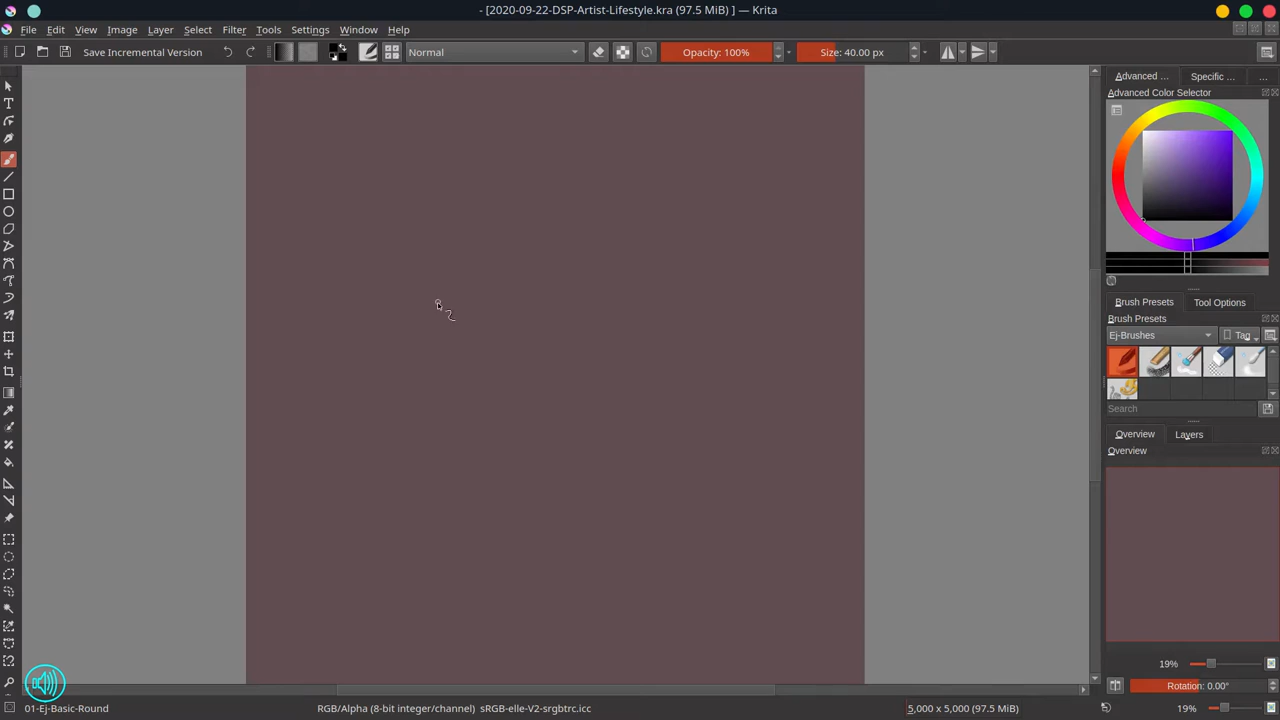 - [2020-09-22-DSP-Artist-Lifestyle.kra (97.5 MiB) ] — Krita
File Edit View Image Layer Select Filter Tools Settings Window Help
Save Incremental Version Normal Opacity: 100% Size: 40.00 px
Advanced ... Specific ... ...
Advanced Color Selector
Brush Presets Tool Options
Brush Presets
Ej-Brushes Tag
Search
Overview Layers
Overview
19%
Rotation: 0.00°
01-Ej-Basic-Round RGB/Alpha (8-bit integer/channel) sRGB-elle-V2-srgbtrc.icc 5,000 x 5,000 (97.5 MiB) 19%